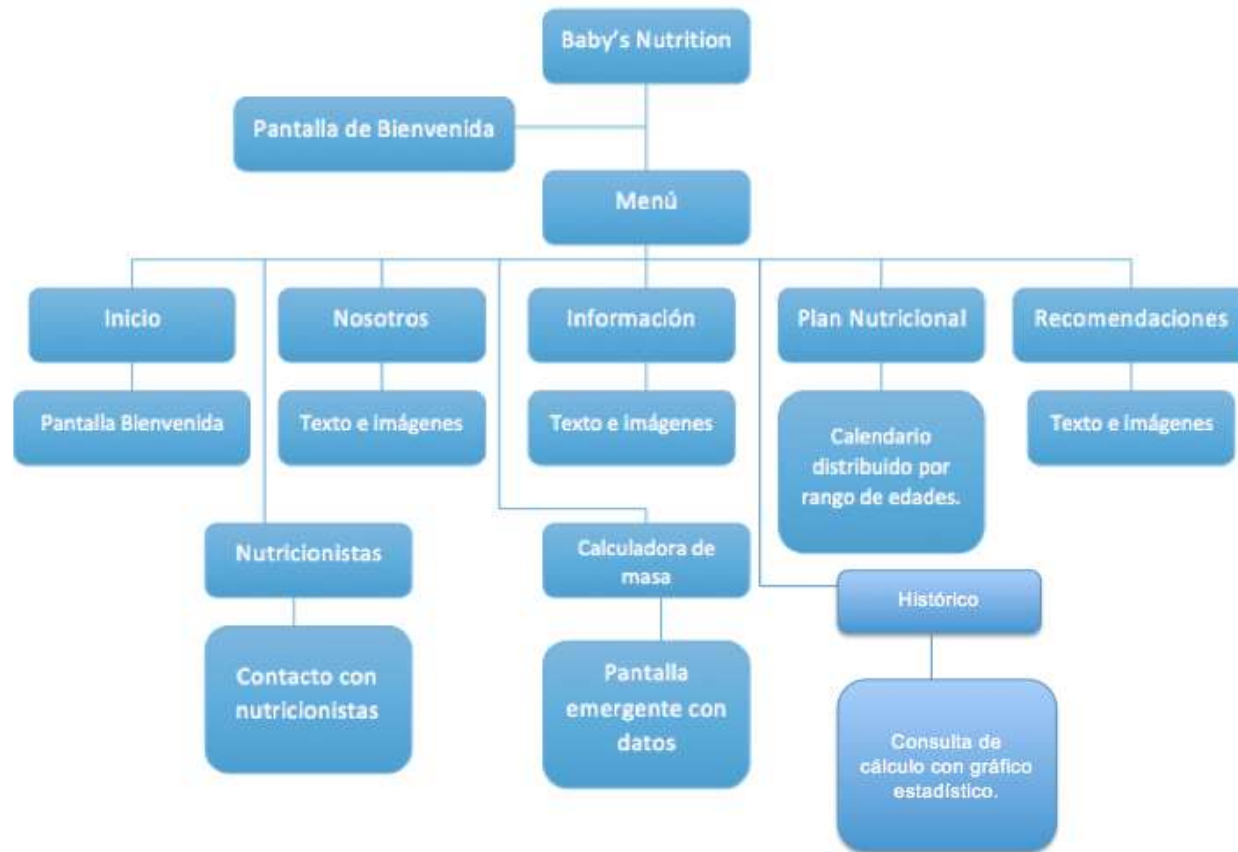 Baby's Nutrition
Pantalla de Bienvenida
Menú
Inicio
Nosotros
Información
Plan Nutricional
Recomendaciones
Pantalla Bienvenida
Texto e imágenes
Texto e imágenes
Calendario
distribuido por
rango de edades.
Texto e imágenes
Nutricionistas
Calculadora de
masa
Histórico
Contacto con
nutricionistas
Pantalla
emergente con
datos
Consulta de
cálculo con gráfico
estadístico.